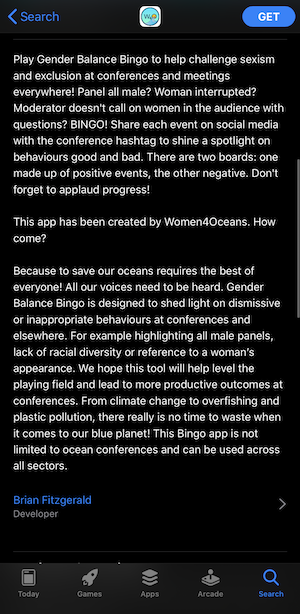 Search
W4O
GET
Play Gender Balance Bingo to help challenge sexism
and exclusion at conferences and meetings
everywhere! Panel all male? Woman interrupted?
Moderator doesn't call on women in the audience with
questions? BINGO! Share each event on social media
with the conference hashtag to shine a spotlight on
behaviours good and bad. There are two boards: one
made up of positive events, the other negative. Don't
forget to applaud progress!
This app has been created by Women4Oceans. How
come?
Because to save our oceans requires the best of
everyone! All our voices need to be heard. Gender
Balance Bingo is designed to shed light on dismissive
or inappropriate behaviours at conferences and
elsewhere. For example highlighting all male panels,
lack of racial diversity or reference to a woman's
appearance. We hope this tool will help level the
playing field and lead to more productive outcomes at
conferences. From climate change to overfishing and
plastic pollution, there really is no time to waste when
it comes to our blue planet! This Bingo app is not
limited to ocean conferences and can be used across
all sectors.
Brian Fitzgerald
Developer
Today
Games
Apps
Arcade
Search